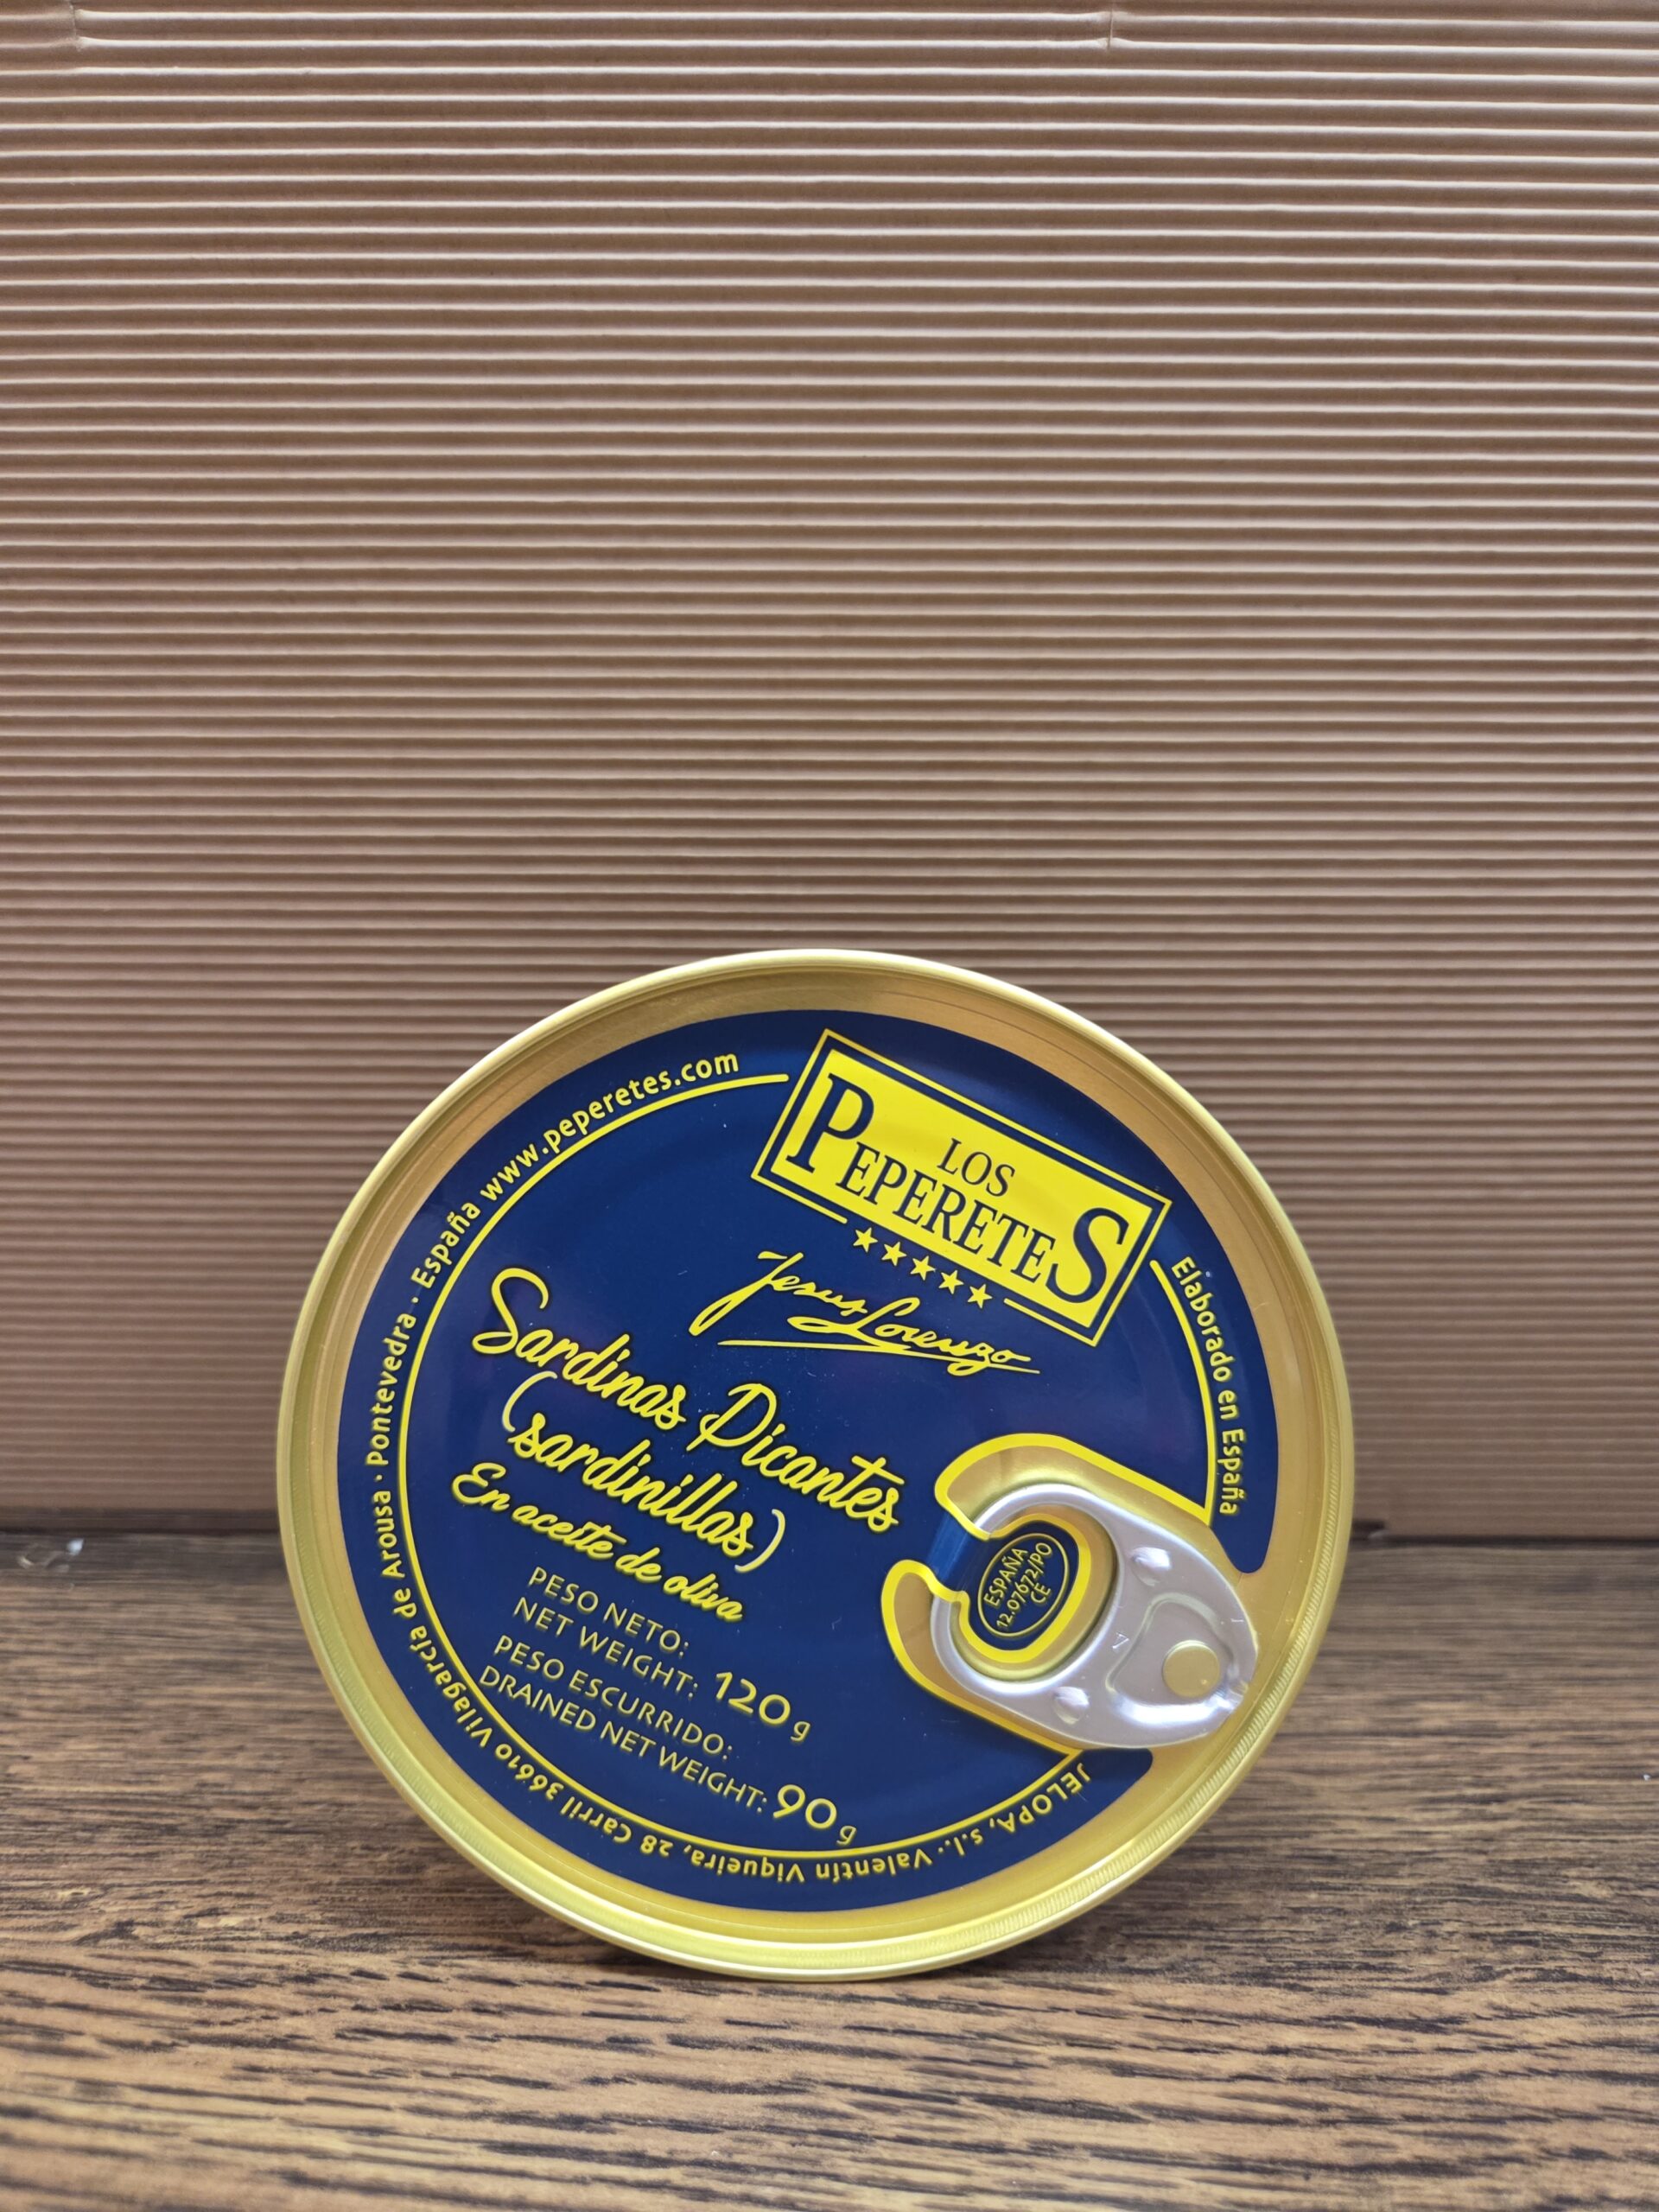 LOS
PEPERETES
Jesus Lorenzo
Sardinas Picantes
(sardinillas)
En aceite de oliva
PESO NETO:
NET WEIGHT: 120 g
PESO ESCURRIDO:
DRAINED NET WEIGHT: 90 g
ESPAÑA
12.07672/PO
CE
Elaborado en España
JELOPA, s.l.. Valentín Viqueira, 28 Carril 36610 Vilagarcía de Arousa · Pontevedra · España www.peperetes.com